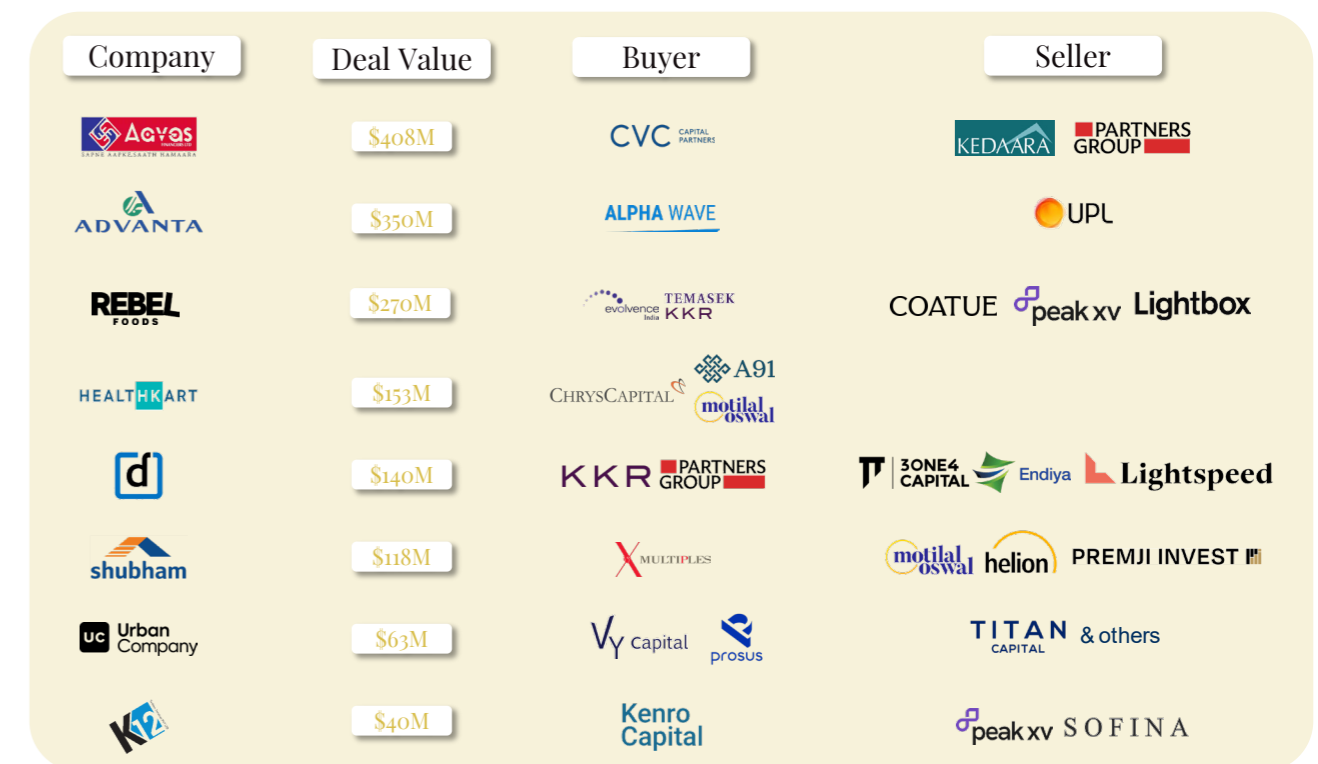 Company Deal Value Buyer Seller
Aavas FINANCIERS LTD
SAPNE AAPKE, SAATH HAMAARA
$408M
CVC CAPITAL PARTNERS
KEDAARA
PARTNERS GROUP
ADVANTA
$350M
ALPHA WAVE
UPL
REBEL FOODS
$270M
evolvence India
TEMASEK
KKR
COATUE
peak xv
Lightbox
HEALTHKART
$153M
CHRYSCAPITAL
A91
motilal oswal
d
$140M
KKR
PARTNERS GROUP
3ONE4 CAPITAL
Endiya
Lightspeed
shubham
$118M
MULTIPLES
motilal oswal
helion
PREMJI INVEST
UC Urban Company
$63M
Vy Capital
prosus
TITAN CAPITAL
& others
K12
$40M
Kenro Capital
peak xv
SOFINA